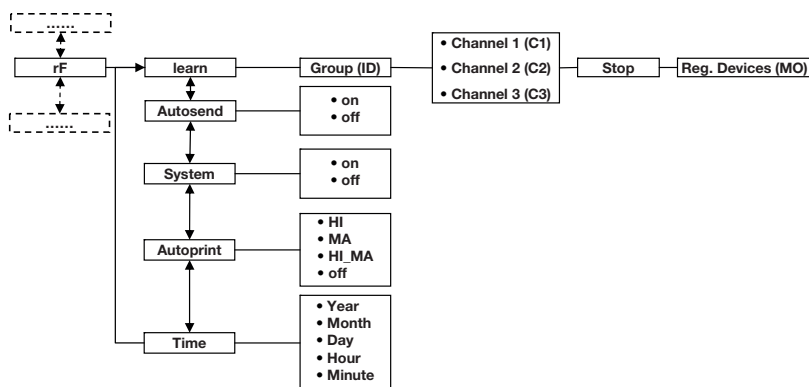 ......
rF
......
learn
Group (ID)
• Channel 1 (C1)
• Channel 2 (C2)
• Channel 3 (C3)
Stop
Reg. Devices (MO)
Autosend
• on
• off
System
• on
• off
Autoprint
• HI
• MA
• HI_MA
• off
Time
• Year
• Month
• Day
• Hour
• Minute